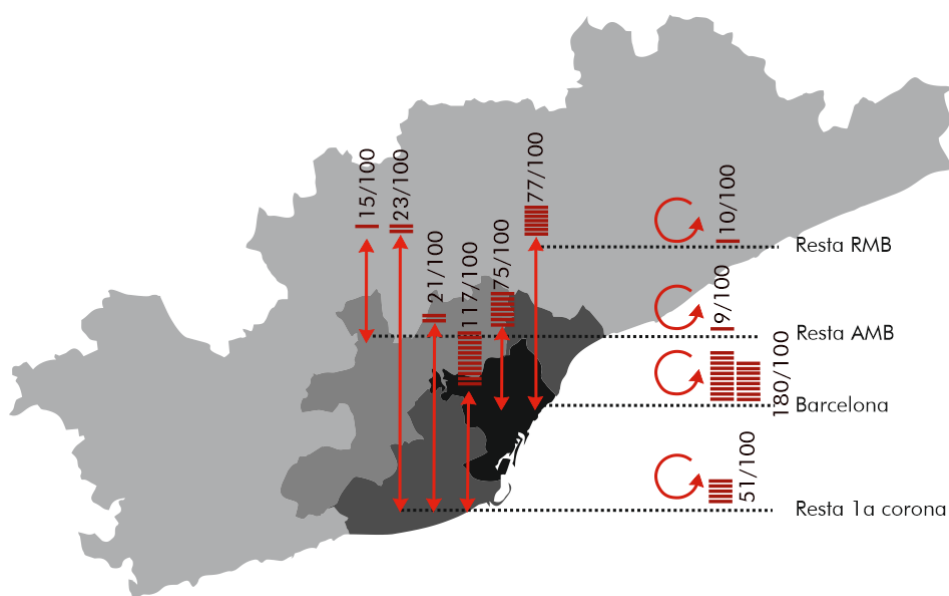 15/100
23/100
21/100
117/100
75/100
77/100
10/100
Resta RMB
9/100
Resta AMB
180/100
Barcelona
51/100
Resta 1a corona